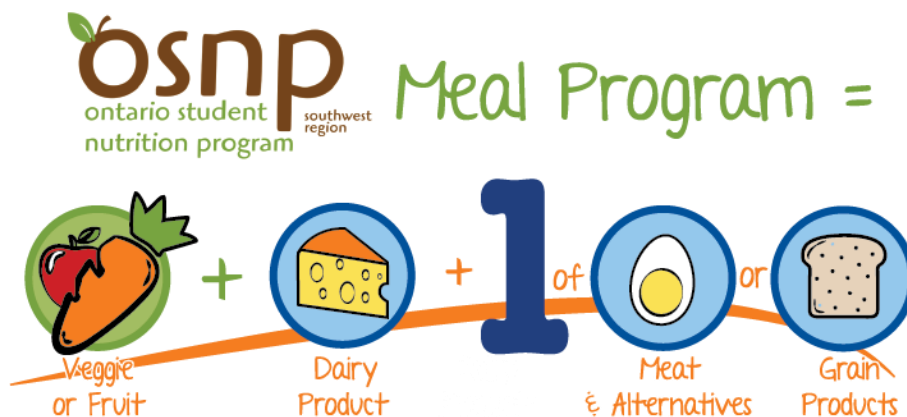 osnp
ontario student
nutrition program
southwest
region
Meal Program =
+ + 1 of or
Veggie
or Fruit
Dairy
Product
Meat
& Alternatives
Grain
Products